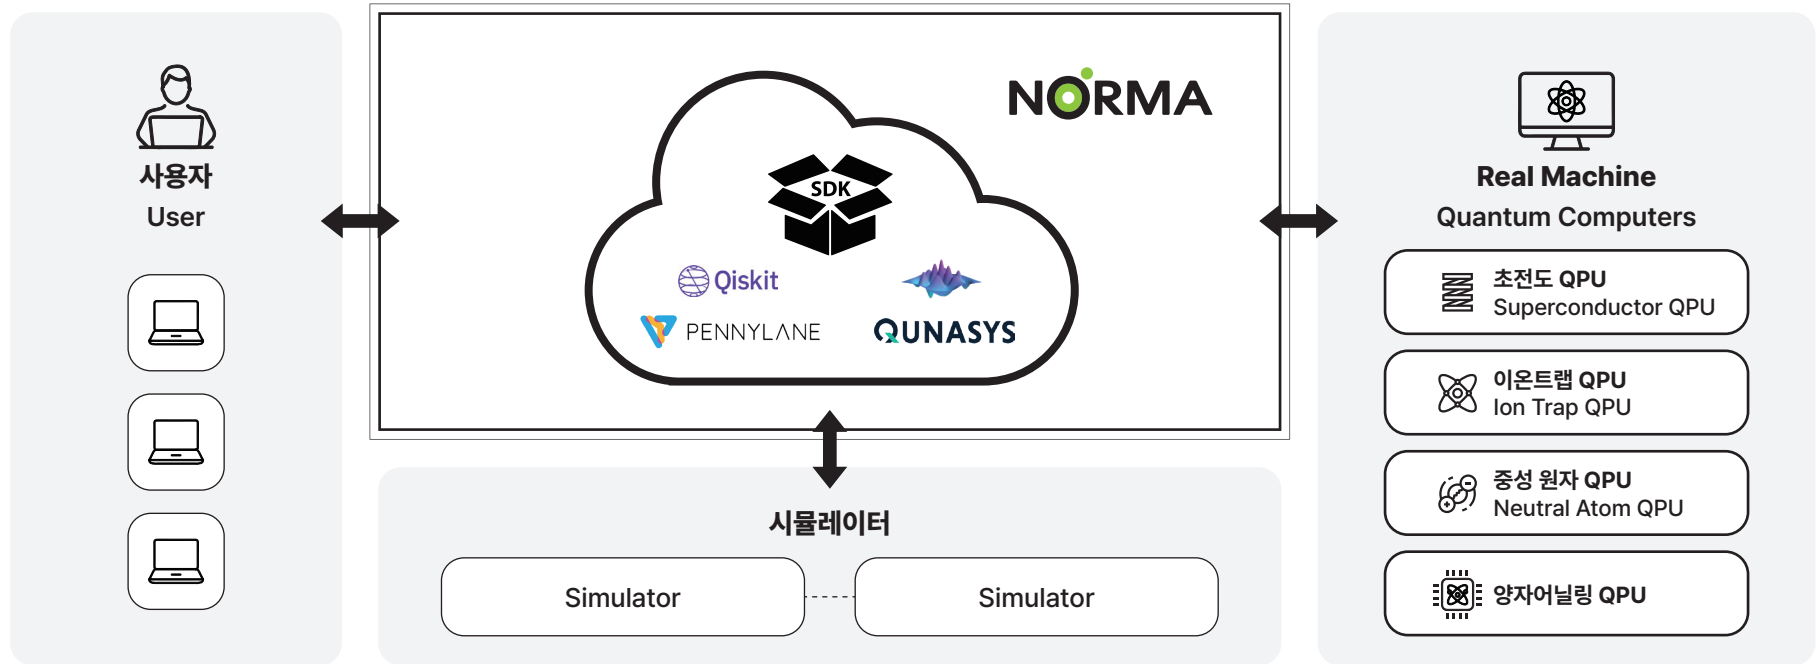 사용자
User
NORMA
SDK
Qiskit
PENNYLANE
QUNASYS
시뮬레이터
Simulator
Simulator
Real Machine
Quantum Computers
초전도 QPU
Superconductor QPU
이온트랩 QPU
Ion Trap QPU
중성 원자 QPU
Neutral Atom QPU
양자어닐링 QPU